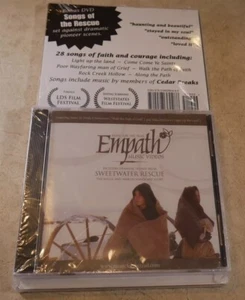 DVD
Songs of
the Rescue
set against dramatic
pioneer scenes.
"haunting and beautiful"
"stayed in my soul"
"outstanding"
"loved it"
28 songs of faith and courage including:
Light up the land - Come Come Ye Saints
Poor Wayfaring man of Grief - Walk the Path
Rock Creek Hollow - Along the Path
Songs include music by members of Cedar Breaks
LDS FILM
FESTIVAL
FILM
FESTIVAL
Empath
MUSIC VIDEOS
SWEETWATER RESCUE